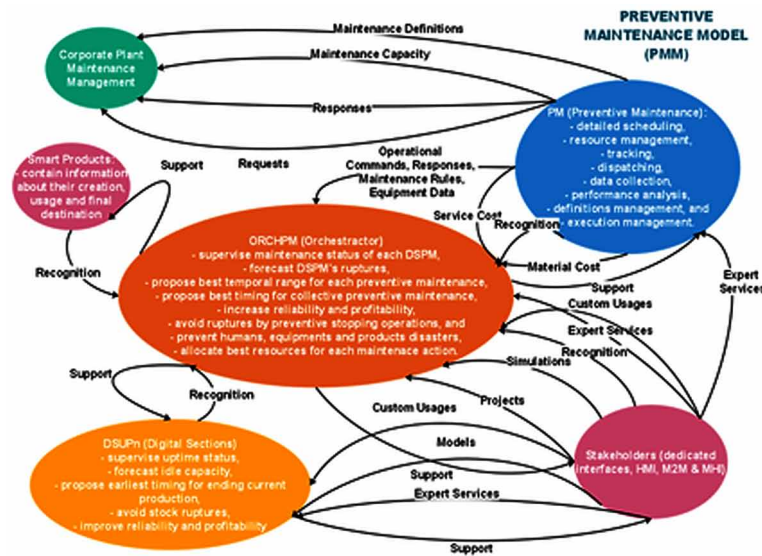 PREVENTIVE
MAINTENANCE MODEL
(PMM)
Maintenance Definitions
Corporate Plant
Maintenance
Management
Maintenance Capacity
Responses
Requests
PM (Preventive Maintenance):
- detailed scheduling,
- resource management,
- tracking,
- dispatching,
- data collection,
- performance analysis,
- definitions management, and
- execution management.
Smart Products:
- contain information
about their creation,
usage and final
destination
Support
Operational
Commands, Responses,
Maintenance Rules,
Equipment Data
Service Cost
Recognition
Material Cost
Support
Expert
Services
Recognition
ORCHPM (Orchestractor)
- supervise maintenance status of each DSPM,
- forecast DSPM's ruptures,
- propose best temporal range for each preventive maintenance,
- propose best timing for collective preventive maintenance,
- increase reliability and profitability,
- avoid ruptures by preventive stopping operations, and
- prevent humans, equipments and products disasters,
- allocate best resources for each maintenace action.
Custom Usages
Expert Services
Recognition
Simulations
Projects
Support
Recognition
Custom Usages
Models
Support
Expert Services
Support
DSUPn (Digital Sections)
- supervise uptime status,
- forecast idle capacity,
- propose earliest timing for ending current
production,
- avoid stock ruptures,
- improve reliability and profitability
Stakeholders (dedicated
interfaces, HMI, M2M & MHI)